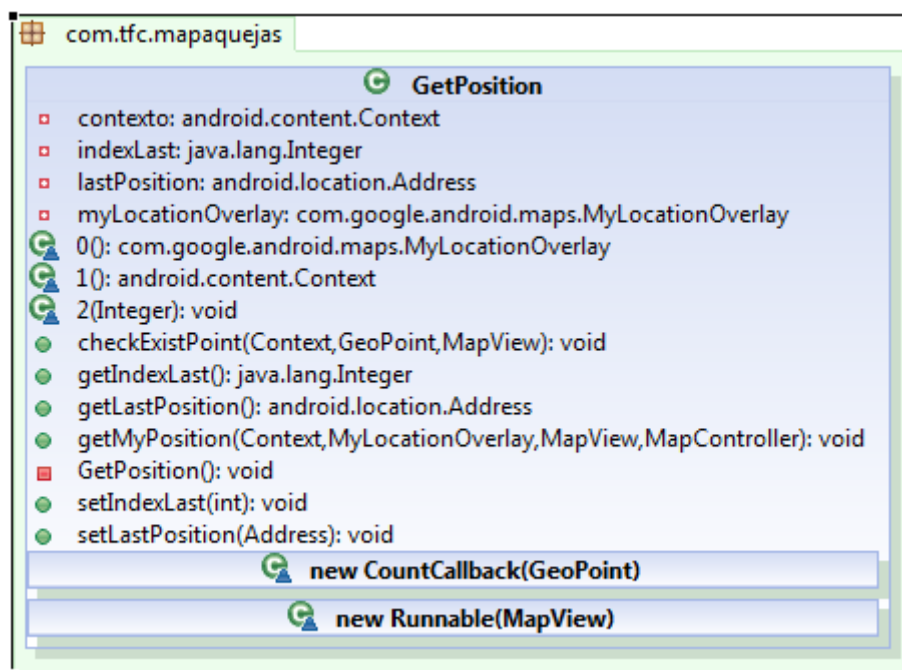 com.tfc.mapaquejas
GetPosition
contexto: android.content.Context
indexLast: java.lang.Integer
lastPosition: android.location.Address
myLocationOverlay: com.google.android.maps.MyLocationOverlay
0(): com.google.android.maps.MyLocationOverlay
1(): android.content.Context
2(Integer): void
checkExistPoint(Context,GeoPoint,MapView): void
getIndexLast(): java.lang.Integer
getLastPosition(): android.location.Address
getMyPosition(Context,MyLocationOverlay,MapView,MapController): void
GetPosition(): void
setIndexLast(int): void
setLastPosition(Address): void
new CountCallback(GeoPoint)
new Runnable(MapView)